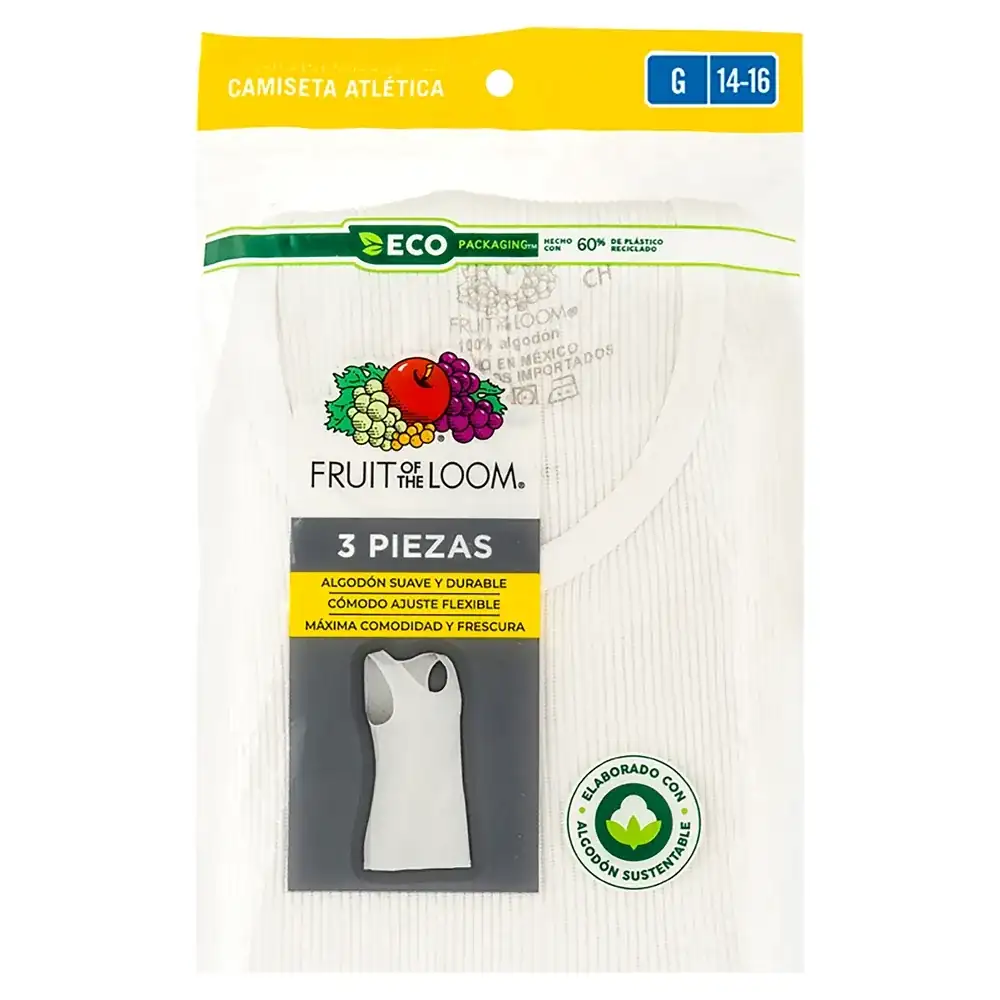 CAMISETA ATLÉTICA
G 14-16
ECO PACKAGING™ HECHO CON 60% DE PLÁSTICO RECICLADO
CH
FRUIT OF THE LOOM®
100% algodón
EN MÉXICO
IMPORTADOS
FRUIT OF THE LOOM®
3 PIEZAS
ALGODÓN SUAVE Y DURABLE
CÓMODO AJUSTE FLEXIBLE
MÁXIMA COMODIDAD Y FRESCURA
ELABORADO CON
ALGODÓN SUSTENTABLE